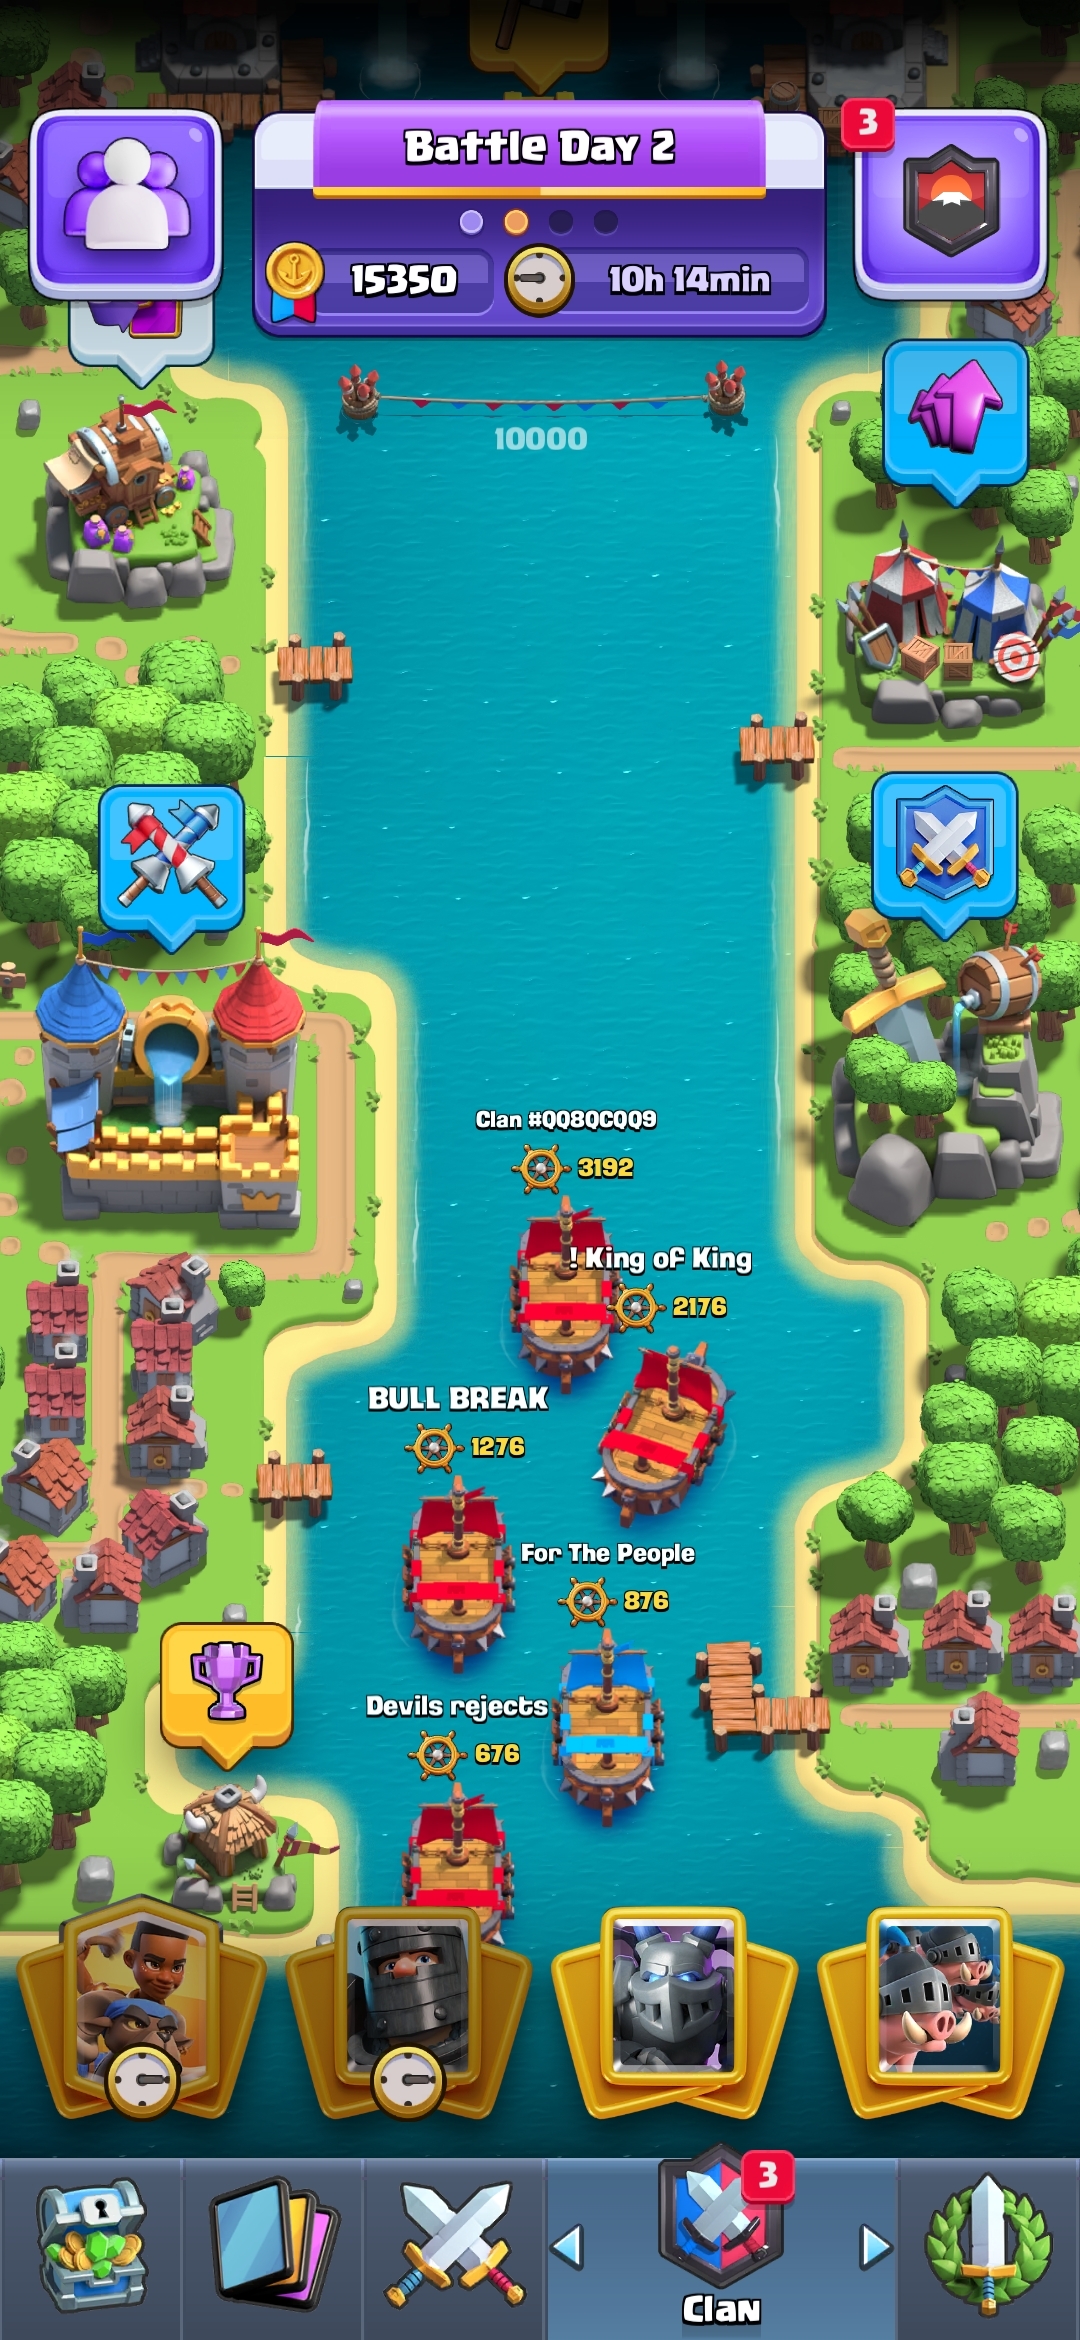 Battle Day 2
3
15350
10h 14min
10000
Clan #QQ8QCQQ9
3192
! King of King
2176
BULL BREAK
1276
For The People
876
Devils rejects
676
3
Clan